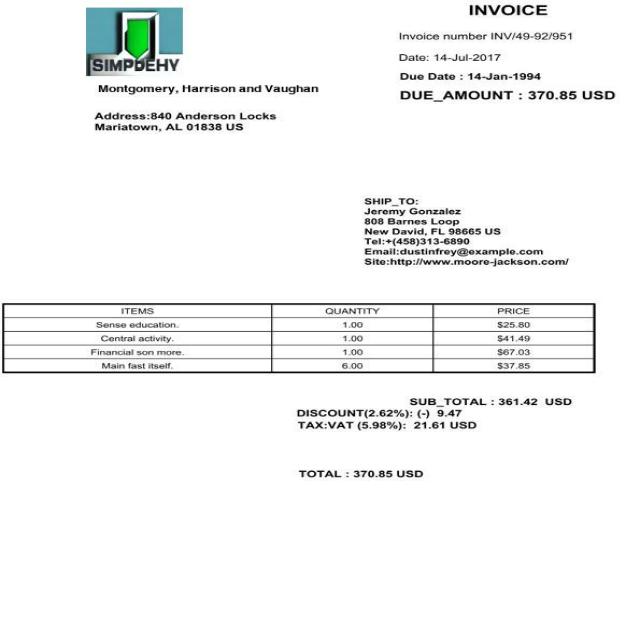 SIMPDEHY
INVOICE
Invoice number INV/49-92/951
Date: 14-Jul-2017
Due Date : 14-Jan-1994
DUE_AMOUNT : 370.85 USD
Montgomery, Harrison and Vaughan
Address:840 Anderson Locks
Mariatown, AL 01838 US
SHIP_TO:
Jeremy Gonzalez
808 Barnes Loop
New David, FL 98665 US
Tel:+(458)313-6890
Email:dustinfrey@example.com
Site:http://www.moore-jackson.com/
ITEMS QUANTITY PRICE
Sense education. 1.00 $25.80
Central activity. 1.00 $41.49
Financial son more. 1.00 $67.03
Main fast itself. 6.00 $37.85
SUB_TOTAL : 361.42 USD
DISCOUNT(2.62%): (-) 9.47
TAX:VAT (5.98%): 21.61 USD
TOTAL : 370.85 USD